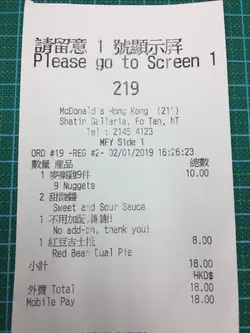 請留意 1 號顯示屏
Please go to Screen 1
219
McDonald's Hong Kong (211)
Shatin Galleria, Fo Tan, NT
Tel : 2145 4123
MFY Side 1
ORD #19 -REG #2- 02/01/2019 16:26:23
數量 產品 總數
1 麥樂雞9件 10.00
9 Nuggets
2 甜酸醬
Sweet and Sour Sauce
1 不用加配,謝謝!
No add-on, thank you!
1 紅豆吉士批 8.00
Red Bean Cual Pie
小計 18.00
HKD$
外賣 Total 18.00
Mobile Pay 18.00